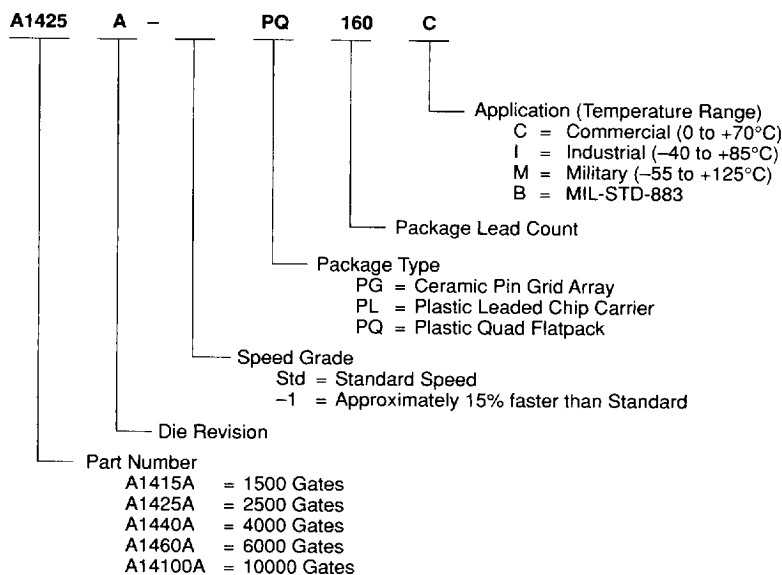 A1425 A – PQ 160 C
Application (Temperature Range)
C = Commercial (0 to +70°C)
I = Industrial (–40 to +85°C)
M = Military (–55 to +125°C)
B = MIL-STD-883
Package Lead Count
Package Type
PG = Ceramic Pin Grid Array
PL = Plastic Leaded Chip Carrier
PQ = Plastic Quad Flatpack
Speed Grade
Std = Standard Speed
–1 = Approximately 15% faster than Standard
Die Revision
Part Number
A1415A = 1500 Gates
A1425A = 2500 Gates
A1440A = 4000 Gates
A1460A = 6000 Gates
A14100A = 10000 Gates